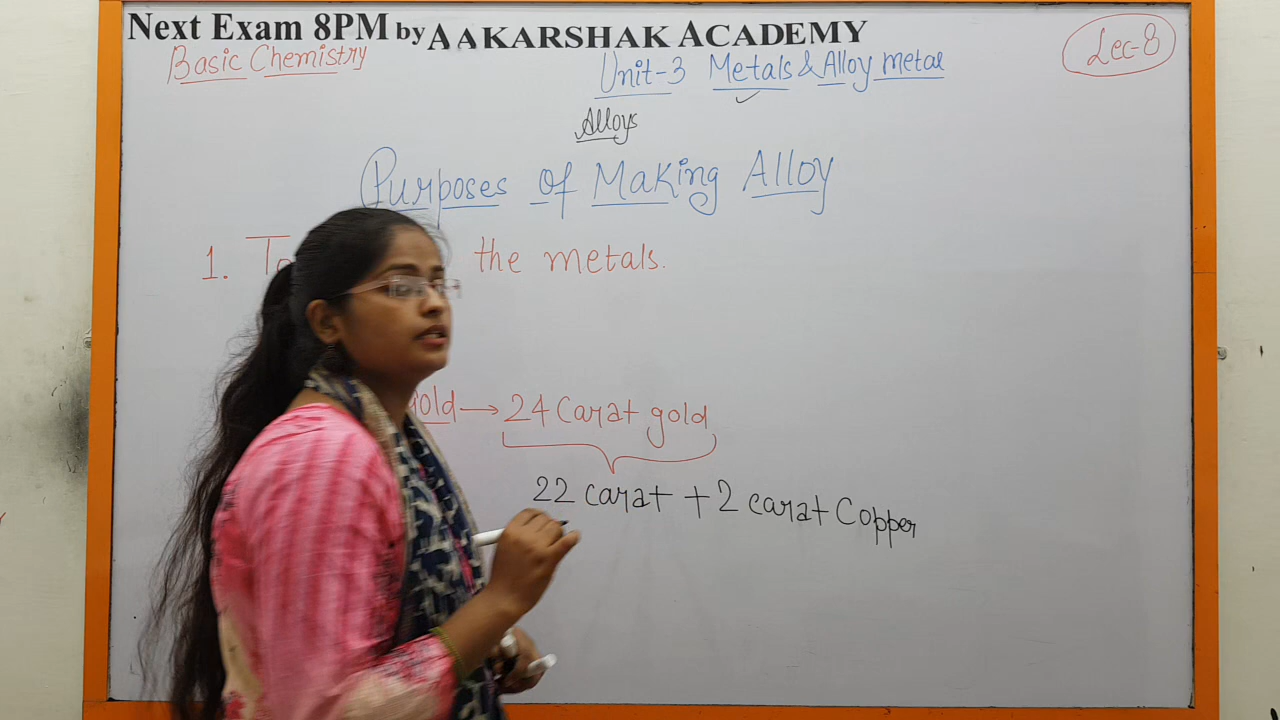 Next Exam 8PM by AAKARSHAK ACADEMY
Basic Chemistry
Unit-3 Metals & Alloy metal
Lec-8
Alloys
Purposes of Making Alloy
1. To the metals.
gold → 24 Carat gold
22 carat + 2 carat Copper